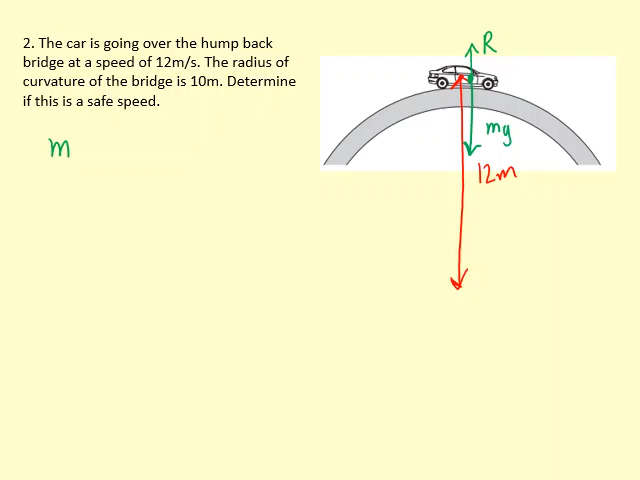 2. The car is going over the hump back
bridge at a speed of 12m/s. The radius of
curvature of the bridge is 10m. Determine
if this is a safe speed.
R
mg
12m
m